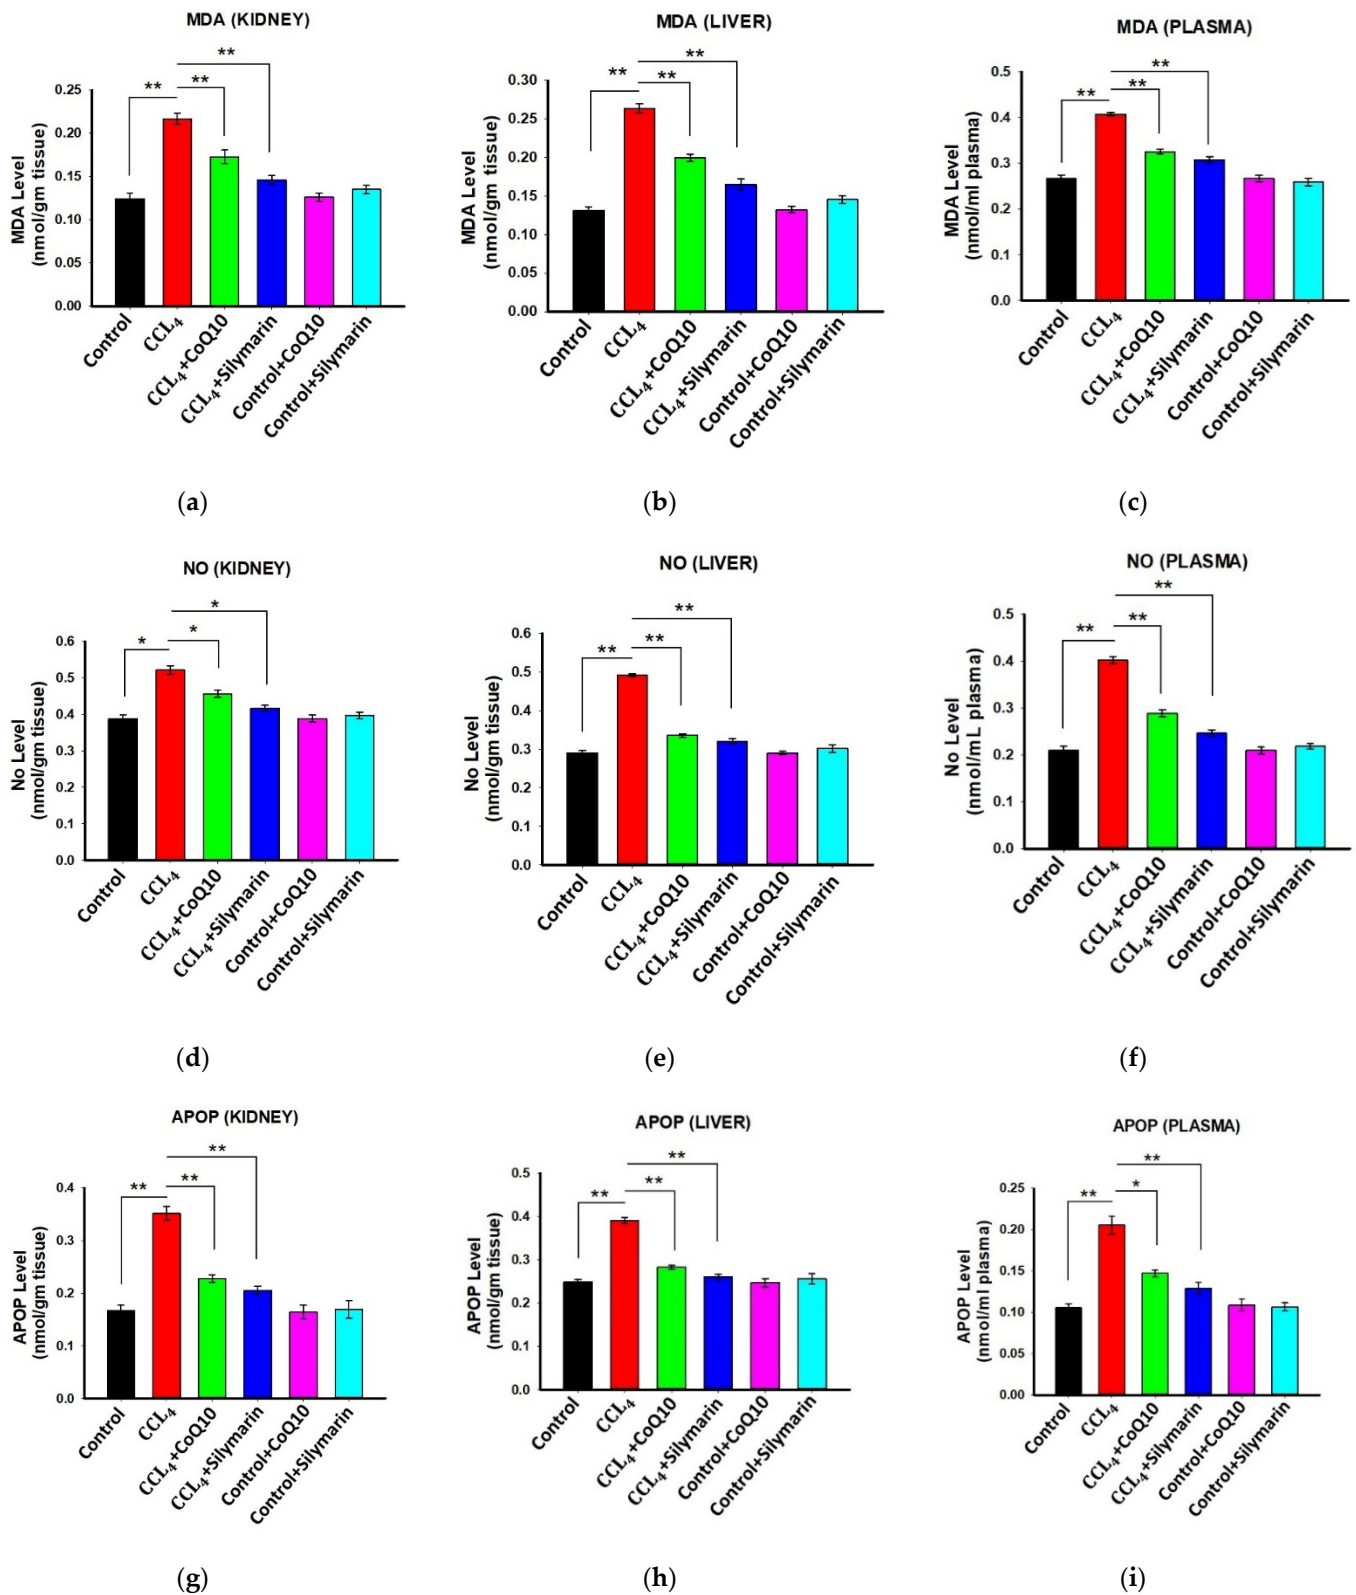 MDA (KIDNEY)
**
**
**
0.25
0.20
0.15
0.10
0.05
0.00
MDA Level
(nmol/gm tissue)
Control
CCL₄
CCL₄+CoQ10
CCL₄+Silymarin
Control+CoQ10
Control+Silymarin
(a)
MDA (LIVER)
**
**
**
0.30
0.25
0.20
0.15
0.10
0.05
0.00
MDA Level
(nmol/gm tissue)
Control
CCL₄
CCL₄+CoQ10
CCL₄+Silymarin
Control+CoQ10
Control+Silymarin
(b)
MDA (PLASMA)
**
**
**
0.5
0.4
0.3
0.2
0.1
0.0
MDA Level
(nmol/ml plasma)
Control
CCL₄
CCL₄+CoQ10
CCL₄+Silymarin
Control+CoQ10
Control+Silymarin
(c)
NO (KIDNEY)
*
*
*
0.6
0.5
0.4
0.3
0.2
0.1
0.0
No Level
(nmol/gm tissue)
Control
CCL₄
CCL₄+CoQ10
CCL₄+Silymarin
Control+CoQ10
Control+Silymarin
(d)
NO (LIVER)
**
**
**
0.6
0.5
0.4
0.3
0.2
0.1
0.0
No Level
(nmol/gm tissue)
Control
CCL₄
CCL₄+CoQ10
CCL₄+Silymarin
Control+CoQ10
Control+Silymarin
(e)
NO (PLASMA)
**
**
**
0.5
0.4
0.3
0.2
0.1
0.0
No Level
(nmol/mL plasma)
Control
CCL₄
CCL₄+CoQ10
CCL₄+Silymarin
Control+CoQ10
Control+Silymarin
(f)
APOP (KIDNEY)
**
**
**
0.4
0.3
0.2
0.1
0.0
APOP Level
(nmol/gm tissue)
Control
CCL₄
CCL₄+CoQ10
CCL₄+Silymarin
Control+CoQ10
Control+Silymarin
(g)
APOP (LIVER)
**
**
**
0.5
0.4
0.3
0.2
0.1
0.0
APOP Level
(nmol/gm tissue)
Control
CCL₄
CCL₄+CoQ10
CCL₄+Silymarin
Control+CoQ10
Control+Silymarin
(h)
APOP (PLASMA)
**
**
*
0.25
0.20
0.15
0.10
0.05
0.00
APOP Level
(nmol/ml plasma)
Control
CCL₄
CCL₄+CoQ10
CCL₄+Silymarin
Control+CoQ10
Control+Silymarin
(i)